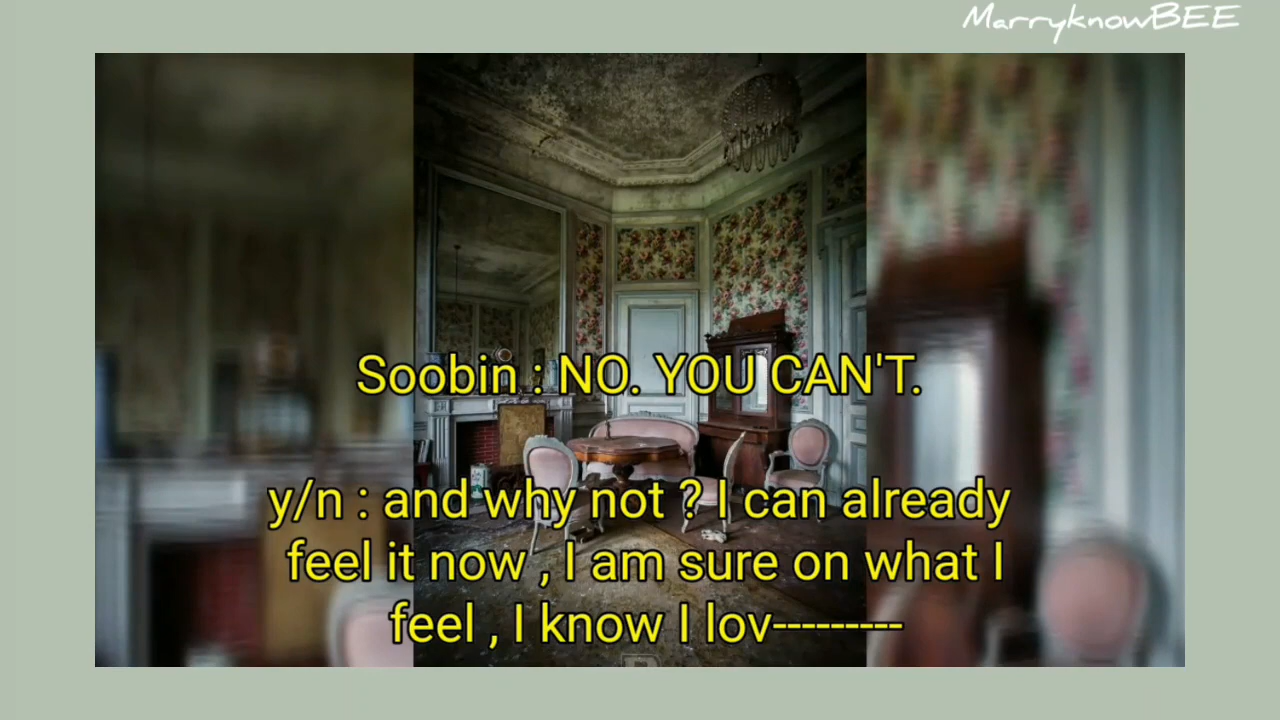 MarryknowBEE
Soobin : NO. YOU CAN'T.
y/n : and why not ? I can already
feel it now , I am sure on what I
feel , I know I lov---------